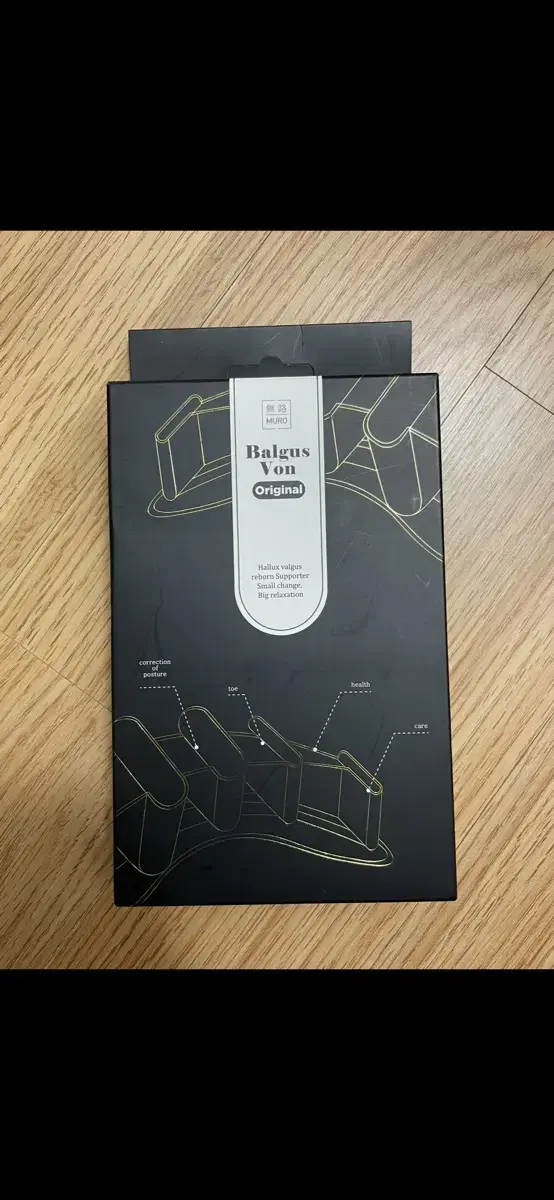 無路
MURO
Balgus
Von
Original
Hallux valgus
reborn Supporter
Small change,
Big relaxation
correction
of
posture
toe
health
care